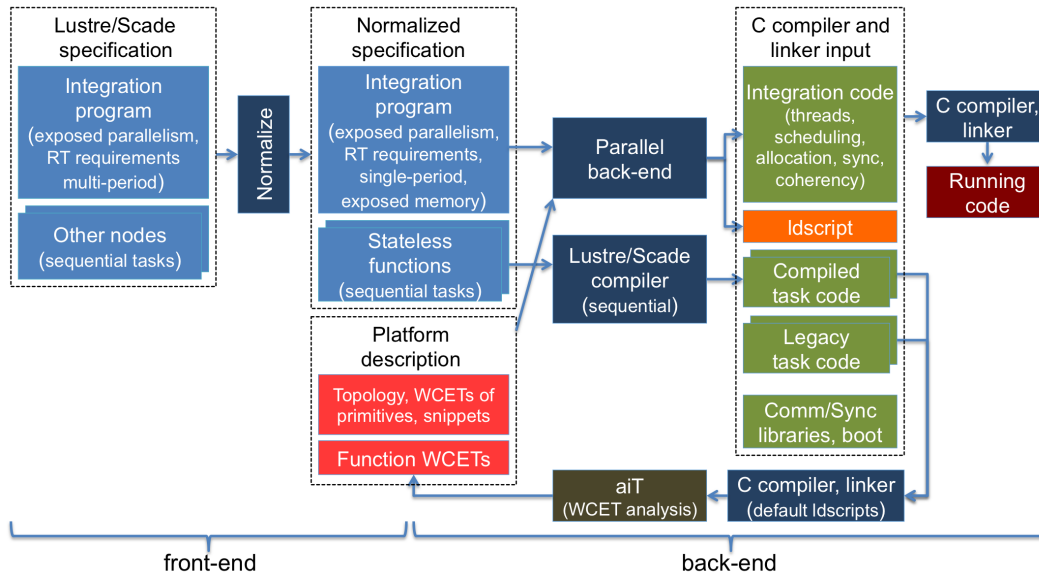 Lustre/Scade
specification
Integration
program
(exposed parallelism,
RT requirements
multi-period)
Other nodes
(sequential tasks)
Normalize
Normalized
specification
Integration
program
(exposed parallelism,
RT requirements,
single-period,
exposed memory)
Stateless
functions
(sequential tasks)
Platform
description
Topology, WCETs of
primitives, snippets
Function WCETs
Parallel
back-end
Lustre/Scade
compiler
(sequential)
C compiler and
linker input
Integration code
(threads,
scheduling,
allocation, sync,
coherency)
ldscript
Compiled
task code
Legacy
task code
Comm/Sync
libraries, boot
C compiler,
linker
Running
code
aiT
(WCET analysis)
C compiler, linker
(default ldscripts)
front-end
back-end